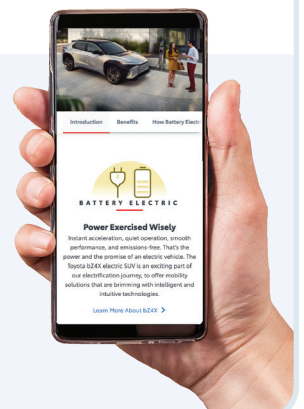 Introduction Benefits How Battery Electr
BATTERY ELECTRIC
Power Exercised Wisely
Instant acceleration, quiet operation, smooth
performance, and emissions-free. That's the
power and the promise of an electric vehicle. The
Toyota bZ4X electric SUV is an exciting part of
our electrification journey, to offer mobility
solutions that are brimming with intelligent and
intuitive technologies.
Learn More About bZ4X >